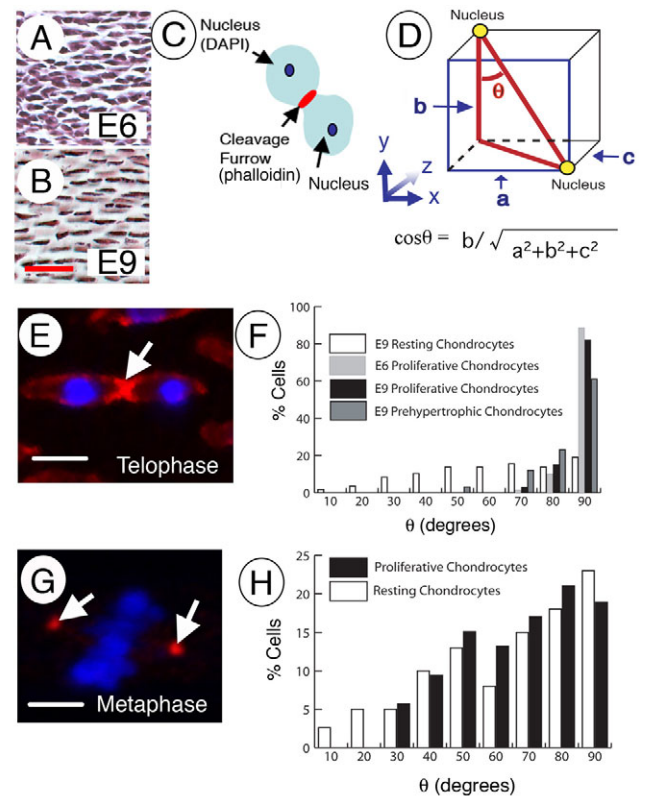 A
E6
B
E9
C
Nucleus
(DAPI)
Cleavage
Furrow
(phalloidin)
Nucleus
D
Nucleus
θ
b
c
a
Nucleus
y
z
x
cosθ = b/√a²+b²+c²
E
Telophase
F
100
80
60
40
20
0
% Cells
E9 Resting Chondrocytes
E6 Proliferative Chondrocytes
E9 Proliferative Chondrocytes
E9 Prehypertrophic Chondrocytes
10 20 30 40 50 60 70 80 90
θ (degrees)
G
Metaphase
H
25
20
15
10
5
0
% Cells
Proliferative Chondrocytes
Resting Chondrocytes
10 20 30 40 50 60 70 80 90
θ (degrees)